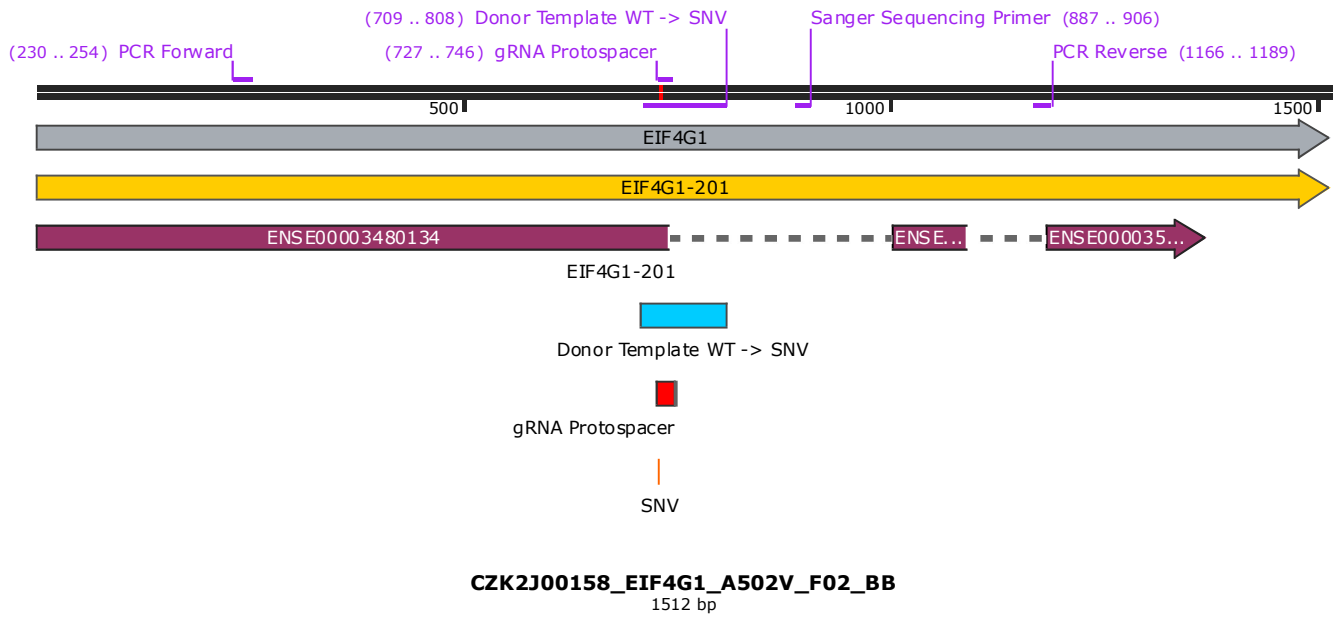 (709 .. 808) Donor Template WT -> SNV
Sanger Sequencing Primer (887 .. 906)
(230 .. 254) PCR Forward
(727 .. 746) gRNA Protospacer
PCR Reverse (1166 .. 1189)
500
1000
1500
EIF4G1
EIF4G1-201
ENSE00003480134
ENSE...
ENSE000035...
EIF4G1-201
Donor Template WT -> SNV
gRNA Protospacer
SNV
CZK2J00158_EIF4G1_A502V_F02_BB
1512 bp